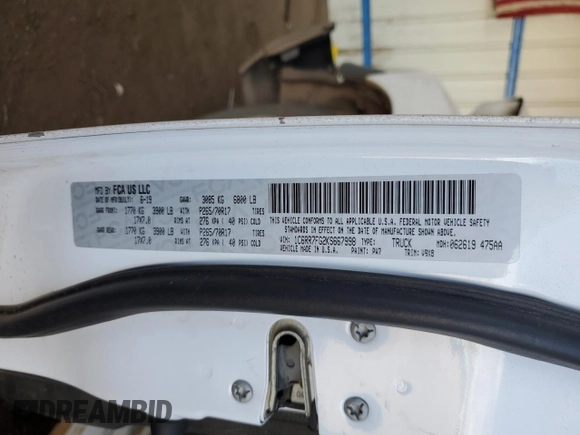 MFD BY: FCA US LLC
DATE OF MFR(BUILT): 6-19 GAWR: 3085 KG 6800 LB
GAWR FRONT: 1770 KG 3900 LB WITH P265/70R17 TIRES
17X7.0 RIMS AT 276 KPA ( 40 PSI) COLD
GAWR REAR: 1770 KG 3900 LB WITH P265/70R17 TIRES
17X7.0 RIMS AT 276 KPA ( 40 PSI) COLD
THIS VEHICLE CONFORMS TO ALL APPLICABLE U.S.A. FEDERAL MOTOR VEHICLE SAFETY
STANDARDS IN EFFECT ON THE DATE OF MANUFACTURE SHOWN ABOVE.
VIN: 1C6RR7FG2KS667998 TRUCK MDH: 062619 475AA
VEHICLE MADE IN U.S.A. PAINT: PW7 TRIM: V9X8
DREAMBID